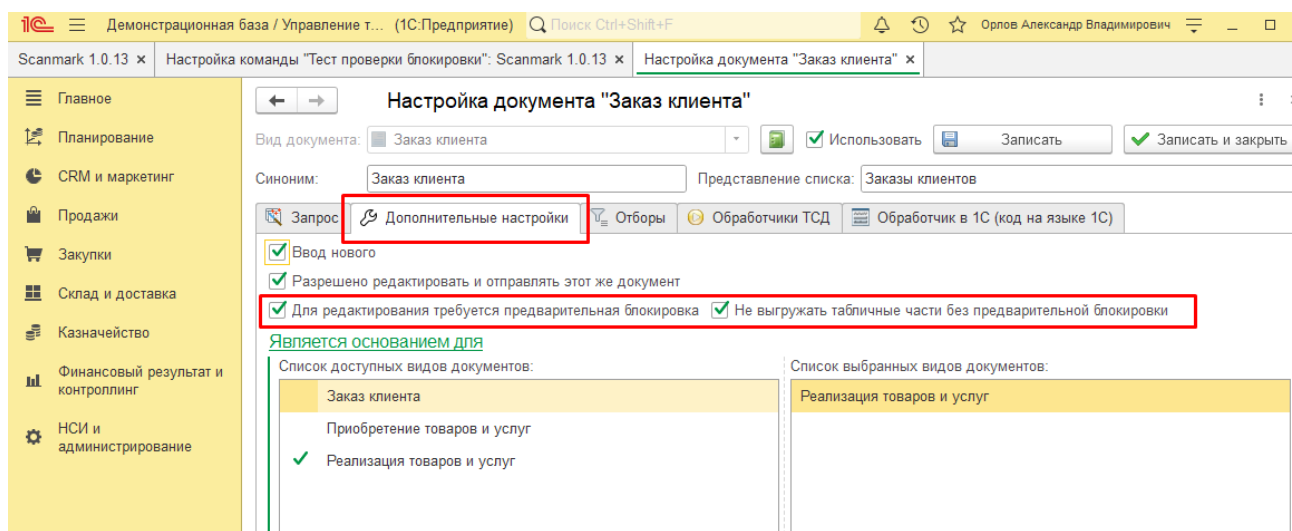 1С Демонстрационная база / Управление т... (1С:Предприятие) Поиск Ctrl+Shift+F Орлов Александр Владимирович
Scanmark 1.0.13 × Настройка команды "Тест проверки блокировки": Scanmark 1.0.13 × Настройка документа "Заказ клиента" ×
Главное
Планирование
CRM и маркетинг
Продажи
Закупки
Склад и доставка
Казначейство
Финансовый результат и
контроллинг
НСИ и
администрирование
Настройка документа "Заказ клиента"
Вид документа: Заказ клиента Использовать Записать Записать и закрыть
Синоним: Заказ клиента Представление списка: Заказы клиентов
Запрос Дополнительные настройки Отборы Обработчики ТСД Обработчик в 1С (код на языке 1С)
Ввод нового
Разрешено редактировать и отправлять этот же документ
Для редактирования требуется предварительная блокировка Не выгружать табличные части без предварительной блокировки
Является основанием для
Список доступных видов документов: Список выбранных видов документов:
Заказ клиента Реализация товаров и услуг
Приобретение товаров и услуг
Реализация товаров и услуг